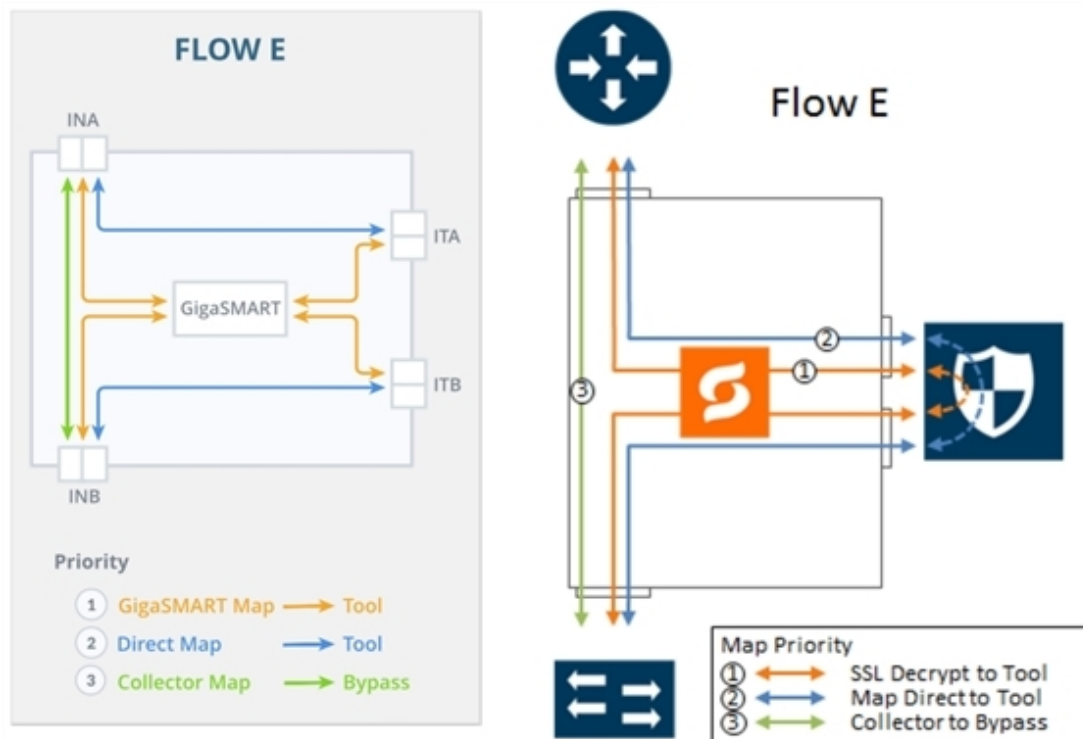 FLOW E
INA
ITA
GigaSMART
ITB
INB
Priority
1 GigaSMART Map Tool
2 Direct Map Tool
3 Collector Map Bypass
Flow E
2
1
3
Map Priority
1 SSL Decrypt to Tool
2 Map Direct to Tool
3 Collector to Bypass